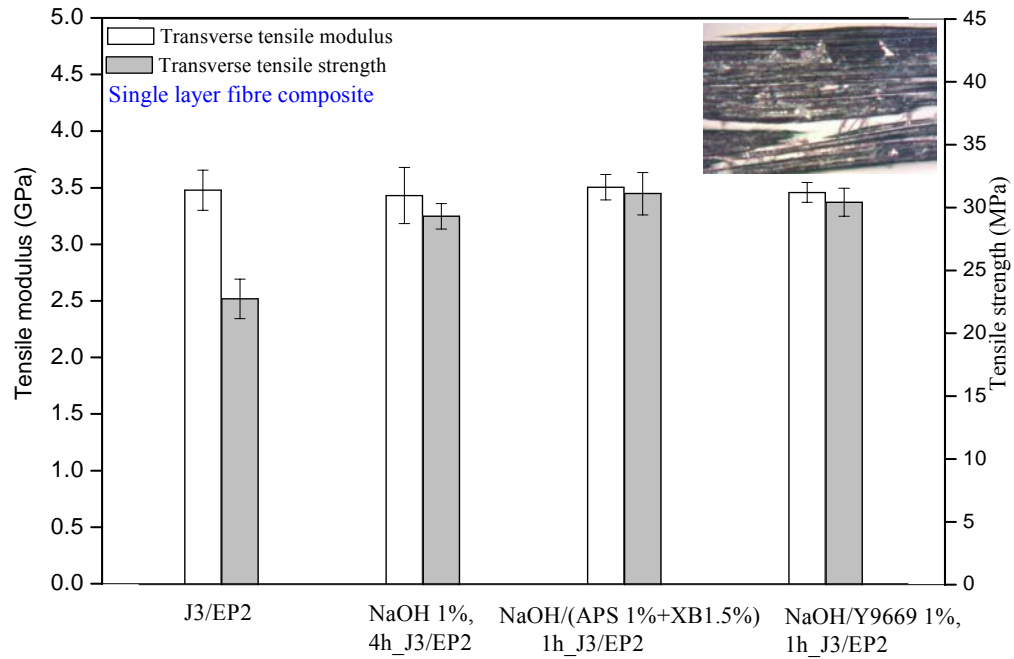 5.0
4.5
4.0
3.5
3.0
2.5
2.0
1.5
1.0
0.5
0.0
Tensile modulus (GPa)
Transverse tensile modulus
Transverse tensile strength
Single layer fibre composite
45
40
35
30
25
20
15
10
5
0
Tensile strength (MPa)
J3/EP2
NaOH 1%,
4h_J3/EP2
NaOH/(APS 1%+XB1.5%)
1h_J3/EP2
NaOH/Y9669 1%,
1h_J3/EP2